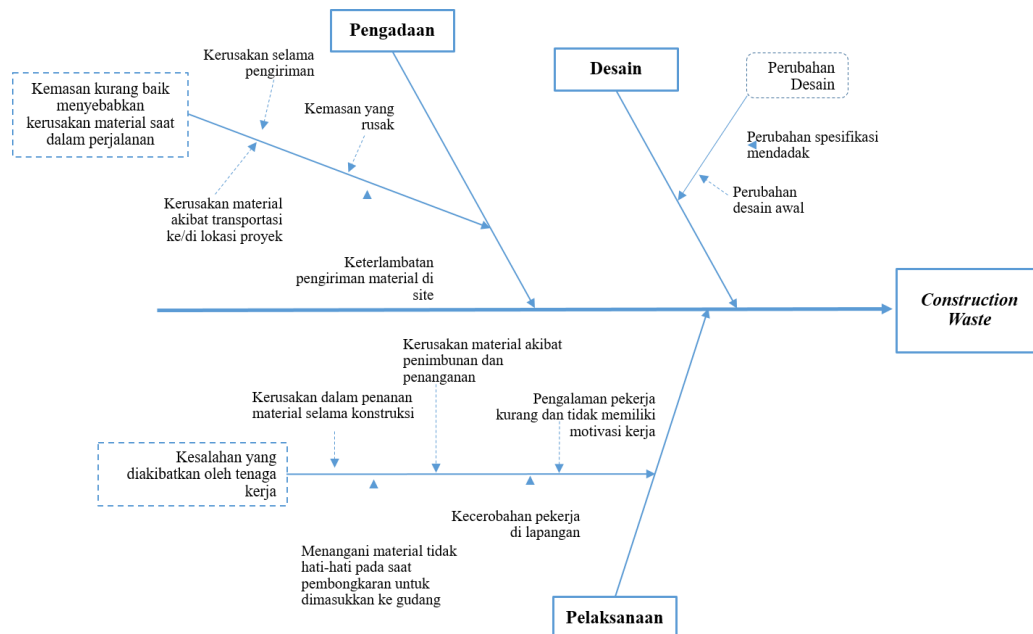 Pengadaan
Kerusakan selama
pengiriman
Kemasan kurang baik
menyebabkan
kerusakan material saat
dalam perjalanan
Kemasan yang
rusak
Kerusakan material
akibat transportasi
ke/di lokasi proyek
Keterlambatan
pengiriman material di
site
Desain
Perubahan
Desain
Perubahan spesifikasi
mendadak
Perubahan
desain awal
Construction
Waste
Kerusakan material akibat
penimbunan dan
penanganan
Kerusakan dalam penanan
material selama konstruksi
Pengalaman pekerja
kurang dan tidak memiliki
motivasi kerja
Kesalahan yang
diakibatkan oleh tenaga
kerja
Kecerobahan pekerja
di lapangan
Menangani material tidak
hati-hati pada saat
pembongkaran untuk
dimasukkan ke gudang
Pelaksanaan